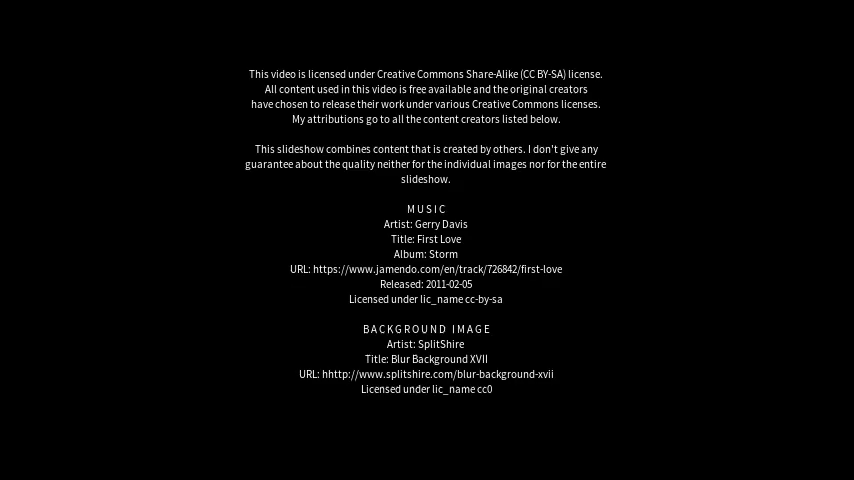 This video is licensed under Creative Commons Share-Alike (CC BY-SA) license.
All content used in this video is free available and the original creators
have chosen to release their work under various Creative Commons licenses.
My attributions go to all the content creators listed below.
This slideshow combines content that is created by others. I don't give any
guarantee about the quality neither for the individual images nor for the entire
slideshow.
MUSIC
Artist: Gerry Davis
Title: First Love
Album: Storm
URL: https://www.jamendo.com/en/track/726842/first-love
Released: 2011-02-05
Licensed under lic_name cc-by-sa
BACKGROUND IMAGE
Artist: SplitShire
Title: Blur Background XVII
URL: hhttp://www.splitshire.com/blur-background-xvii
Licensed under lic_name cc0